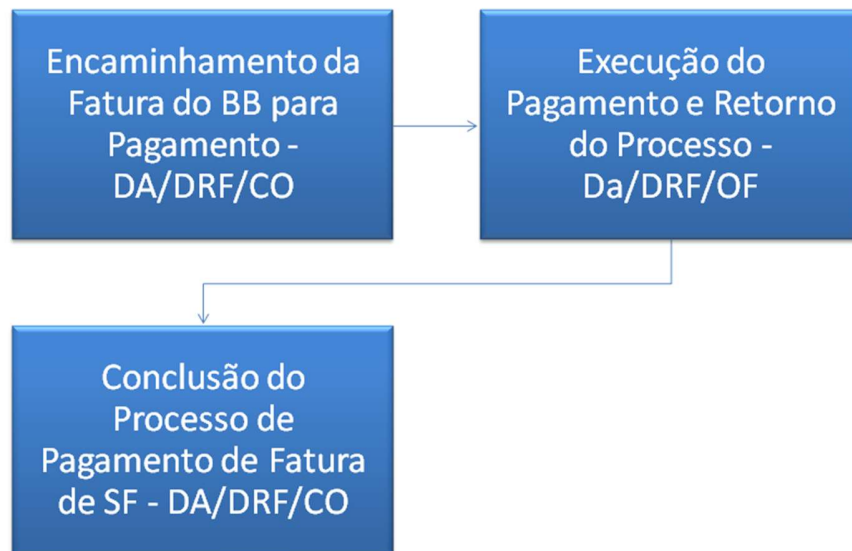 Encaminhamento da
Fatura do BB para
Pagamento -
DA/DRF/CO
Execução do
Pagamento e Retorno
do Processo -
Da/DRF/OF
Conclusão do
Processo de
Pagamento de Fatura
de SF - DA/DRF/CO